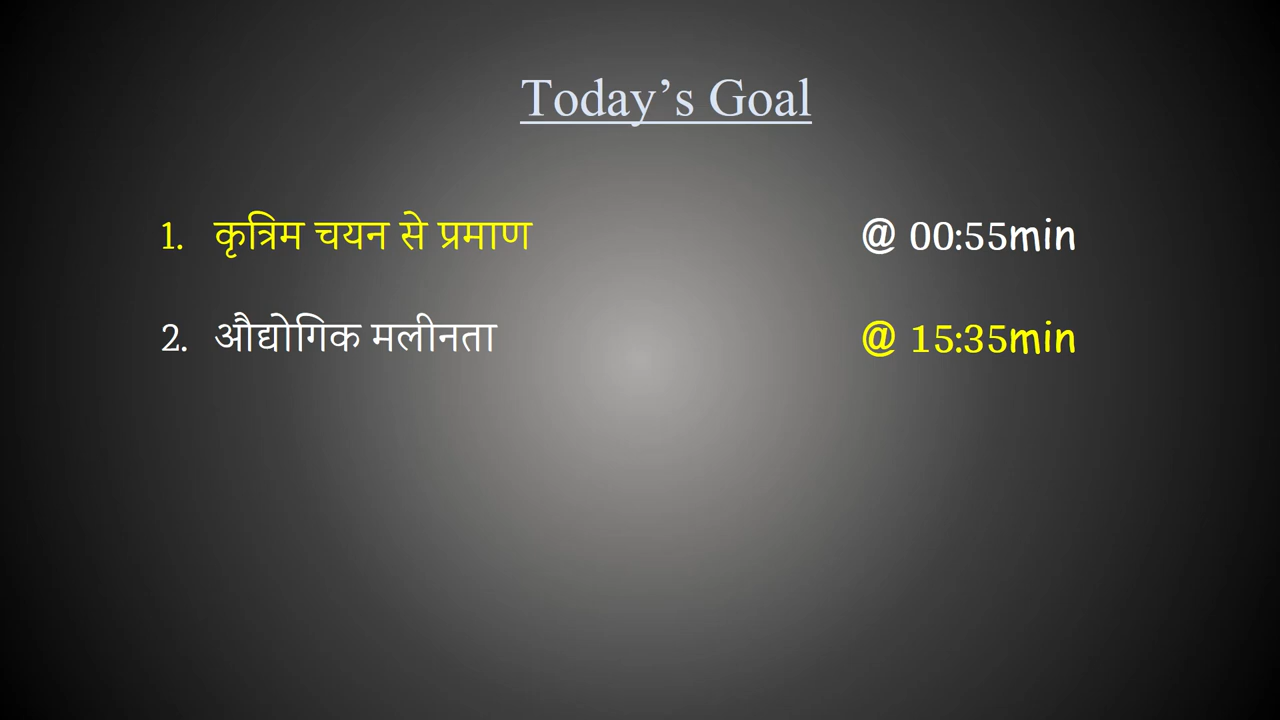 Today’s Goal
1. कृत्रिम चयन से प्रमाण @ 00:55min
2. औद्योगिक मलीनता @ 15:35min